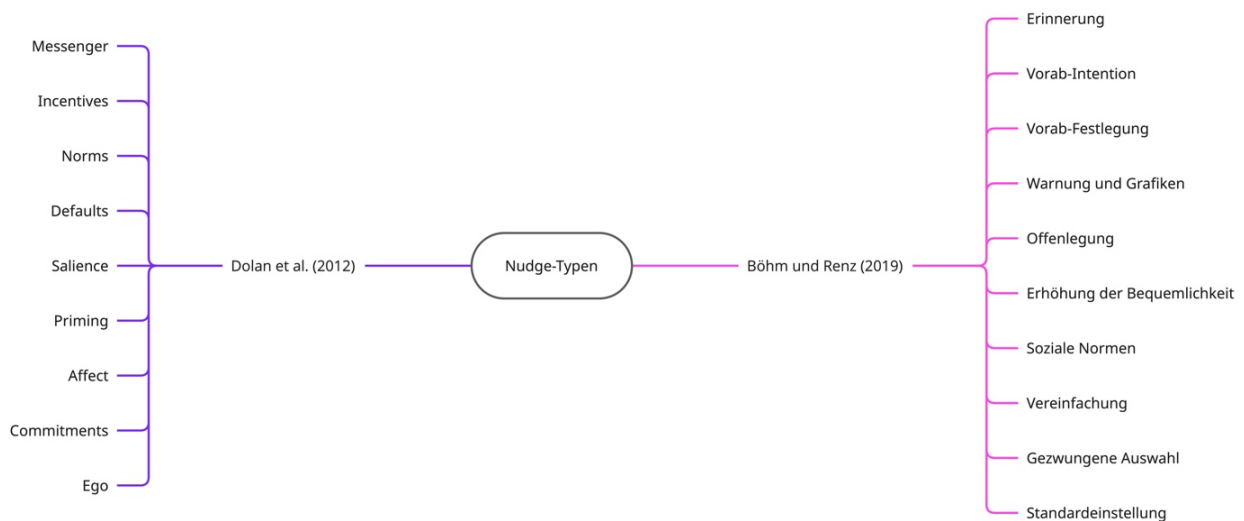 Messenger
Incentives
Norms
Defaults
Salience
Priming
Affect
Commitments
Ego
Dolan et al. (2012)
Nudge-Typen
Böhm und Renz (2019)
Erinnerung
Vorab-Intention
Vorab-Festlegung
Warnung und Grafiken
Offenlegung
Erhöhung der Bequemlichkeit
Soziale Normen
Vereinfachung
Gezwungene Auswahl
Standardeinstellung